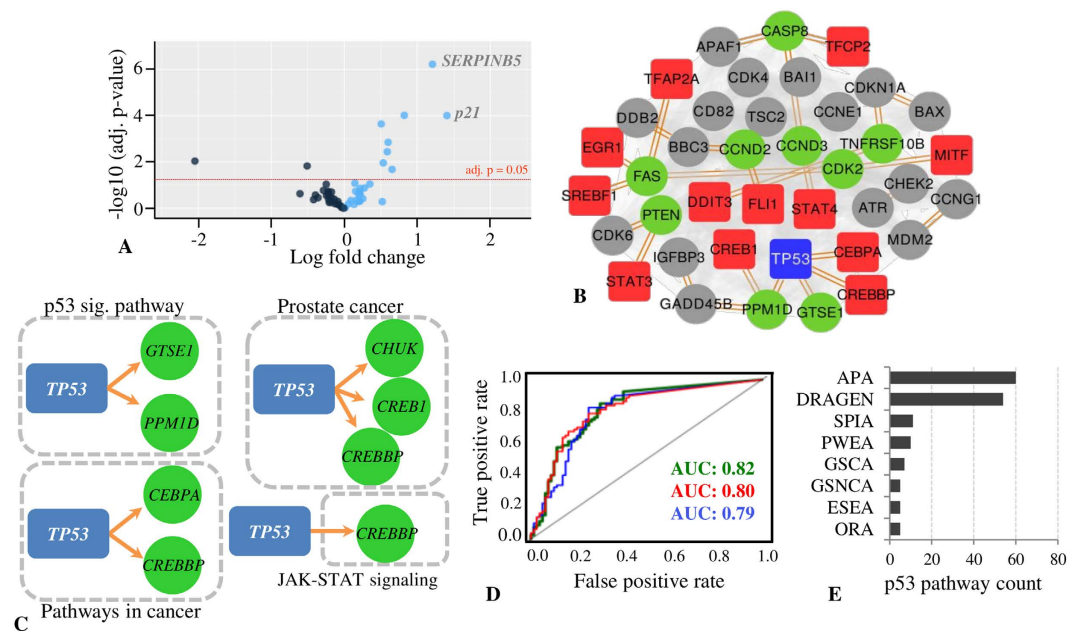 6
4
2
0
-log10 (adj. p-value)
SERPINB5
p21
adj. p = 0.05
-2
-1
0
1
2
Log fold change
A
CASP8
APAF1
TFCP2
TFAP2A
CDK4
BAI1
CDKN1A
DDB2
CD82
TSC2
CCNE1
BAX
EGR1
BBC3
CCND2
CCND3
TNFRSF10B
MITF
FAS
CDK2
SREBF1
CHEK2
CCNG1
DDIT3
FLI1
STAT4
ATR
PTEN
CDK6
MDM2
CREB1
IGFBP3
TP53
CEBPA
STAT3
CREBBP
GADD45B
PPM1D
GTSE1
B
p53 sig. pathway
TP53
GTSE1
PPM1D
Prostate cancer
TP53
CHUK
CREB1
CREBBP
TP53
CEBPA
CREBBP
Pathways in cancer
TP53
CREBBP
JAK-STAT signaling
C
True positive rate
1.0
0.8
0.6
0.4
0.2
0.0
AUC: 0.82
AUC: 0.80
AUC: 0.79
0.0
0.2
0.4
0.6
0.8
1.0
False positive rate
D
APA
DRAGEN
SPIA
PWEA
GSCA
GSNCA
ESEA
ORA
0
20
40
60
80
p53 pathway count
E